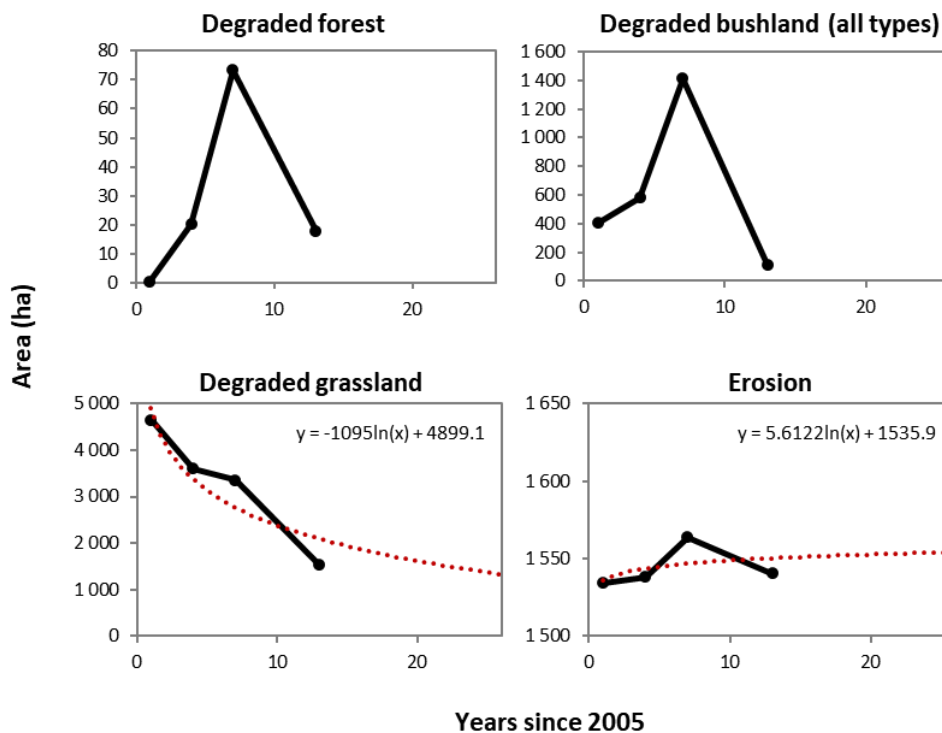 Degraded forest
80
70
60
50
40
30
20
10
0
0 10 20
Degraded bushland (all types)
1 600
1 400
1 200
1 000
800
600
400
200
0
0 10 20
Area (ha)
Degraded grassland
5 000
4 000
3 000
2 000
1 000
0
y = -1095ln(x) + 4899.1
0 10 20
Erosion
1 650
1 600
1 550
1 500
y = 5.6122ln(x) + 1535.9
0 10 20
Years since 2005